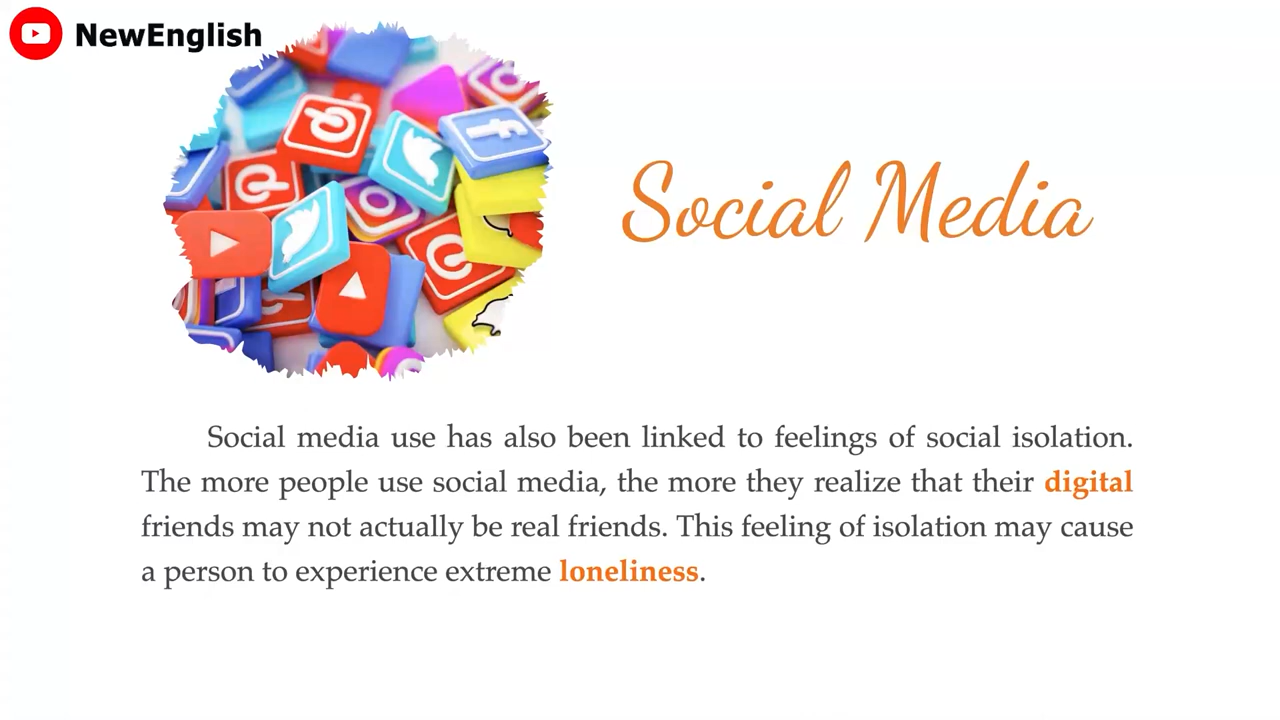 NewEnglish
Social Media
Social media use has also been linked to feelings of social isolation.
The more people use social media, the more they realize that their digital
friends may not actually be real friends. This feeling of isolation may cause
a person to experience extreme loneliness.